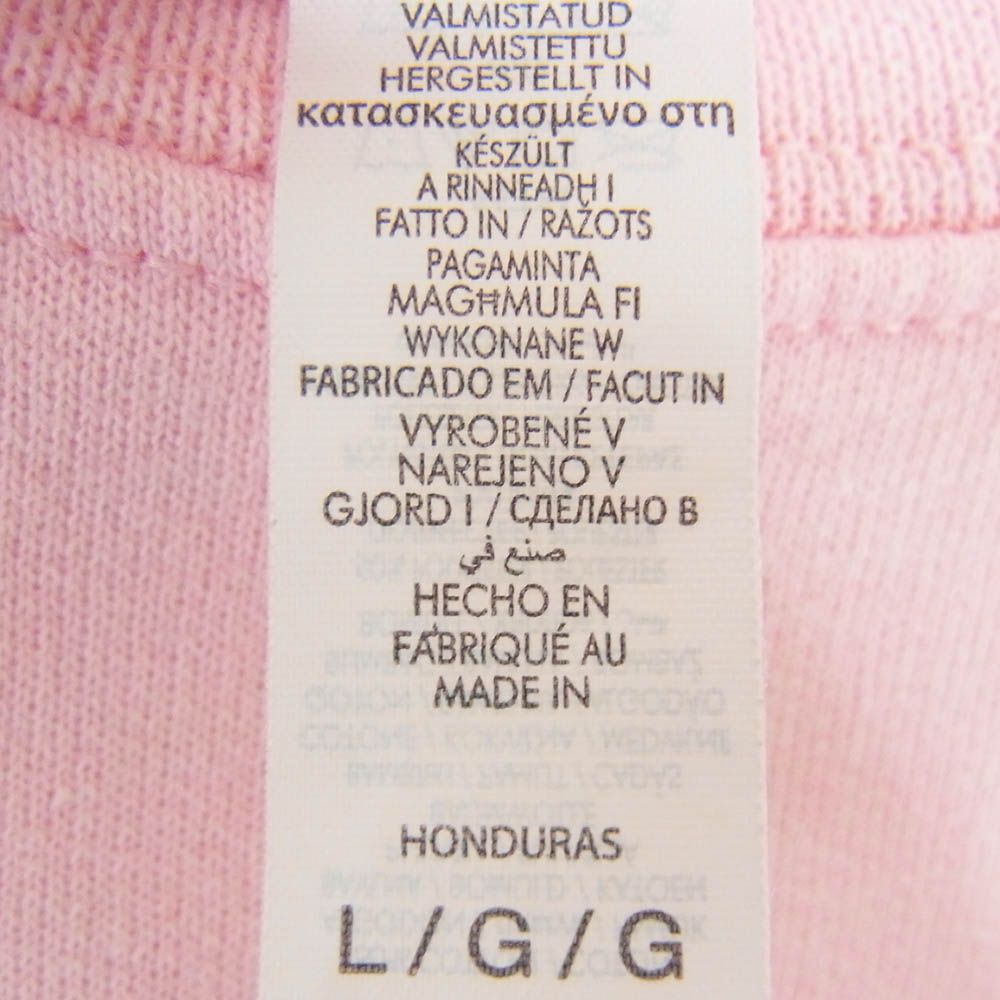 VALMISTATUD
VALMISTETTU
HERGESTELLT IN
κατασκευασμένο στη
KÉSZÜLT
A RINNEADH I
FATTO IN / RAŽOTS
PAGAMINTA
MAGĦMULA FI
WYKONANE W
FABRICADO EM / FACUT IN
VYROBENÉ V
NAREJENO V
GJORD I / СДЕЛАНО В
صنع في
HECHO EN
FABRIQUÉ AU
MADE IN
HONDURAS
L / G / G